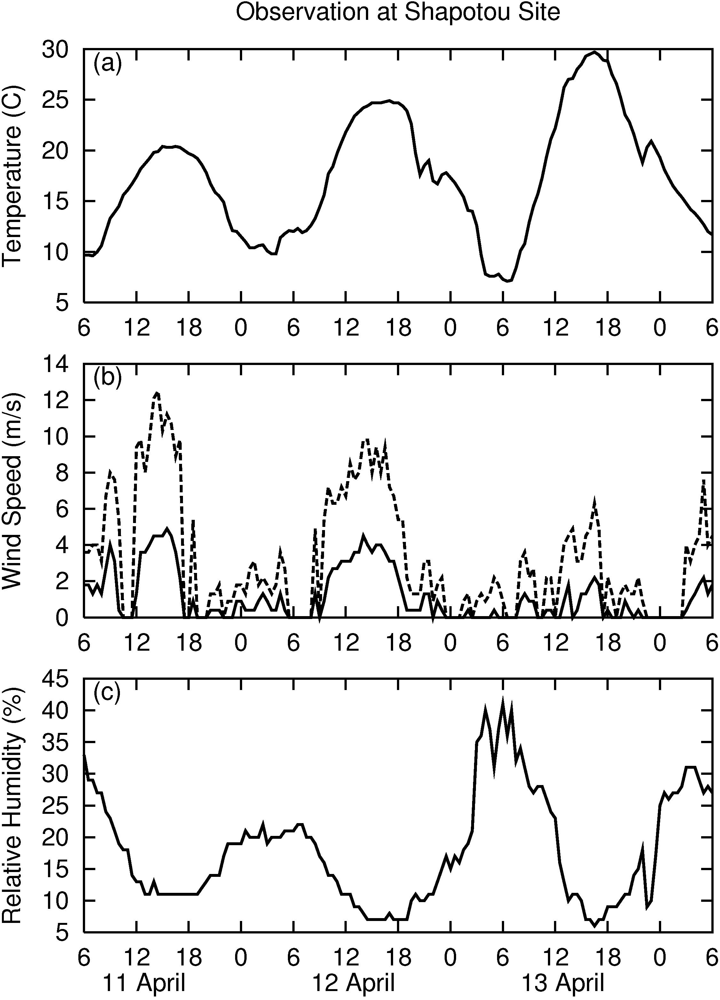 Observation at Shapotou Site
(a)
Temperature (C)
30
25
20
15
10
5
6 12 18 0 6 12 18 0 6 12 18 0 6
(b)
Wind Speed (m/s)
14
12
10
8
6
4
2
0
6 12 18 0 6 12 18 0 6 12 18 0 6
(c)
Relative Humidity (%)
45
40
35
30
25
20
15
10
5
6 12 18 0 6 12 18 0 6 12 18 0 6
11 April 12 April 13 April